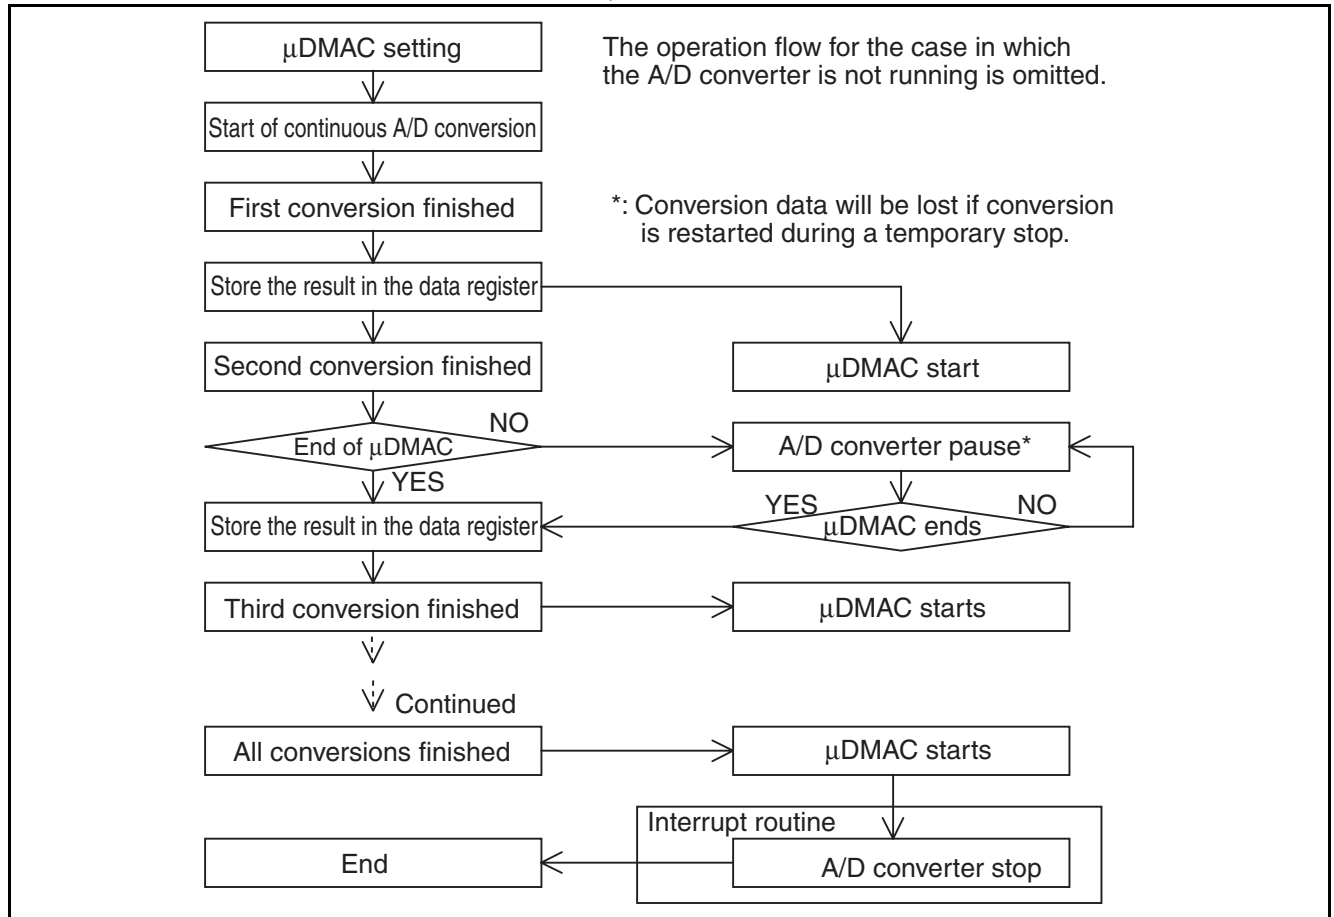 μDMAC setting
The operation flow for the case in which
the A/D converter is not running is omitted.
Start of continuous A/D conversion
First conversion finished
*: Conversion data will be lost if conversion
is restarted during a temporary stop.
Store the result in the data register
Second conversion finished
μDMAC start
NO
End of μDMAC
A/D converter pause*
YES
YES
NO
Store the result in the data register
μDMAC ends
Third conversion finished
μDMAC starts
Continued
All conversions finished
μDMAC starts
Interrupt routine
End
A/D converter stop